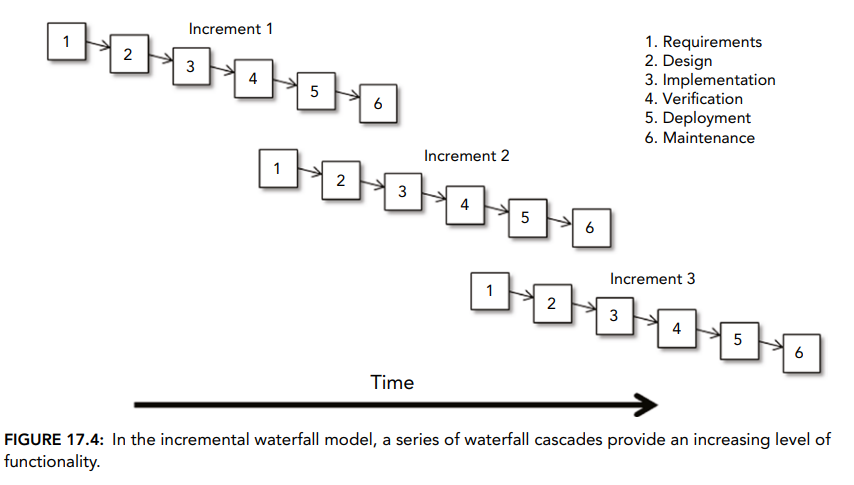 Increment 1
1
2
3
4
5
6
1. Requirements
2. Design
3. Implementation
4. Verification
5. Deployment
6. Maintenance
Increment 2
1
2
3
4
5
6
Increment 3
1
2
3
4
5
6
Time
FIGURE 17.4: In the incremental waterfall model, a series of waterfall cascades provide an increasing level of
functionality.